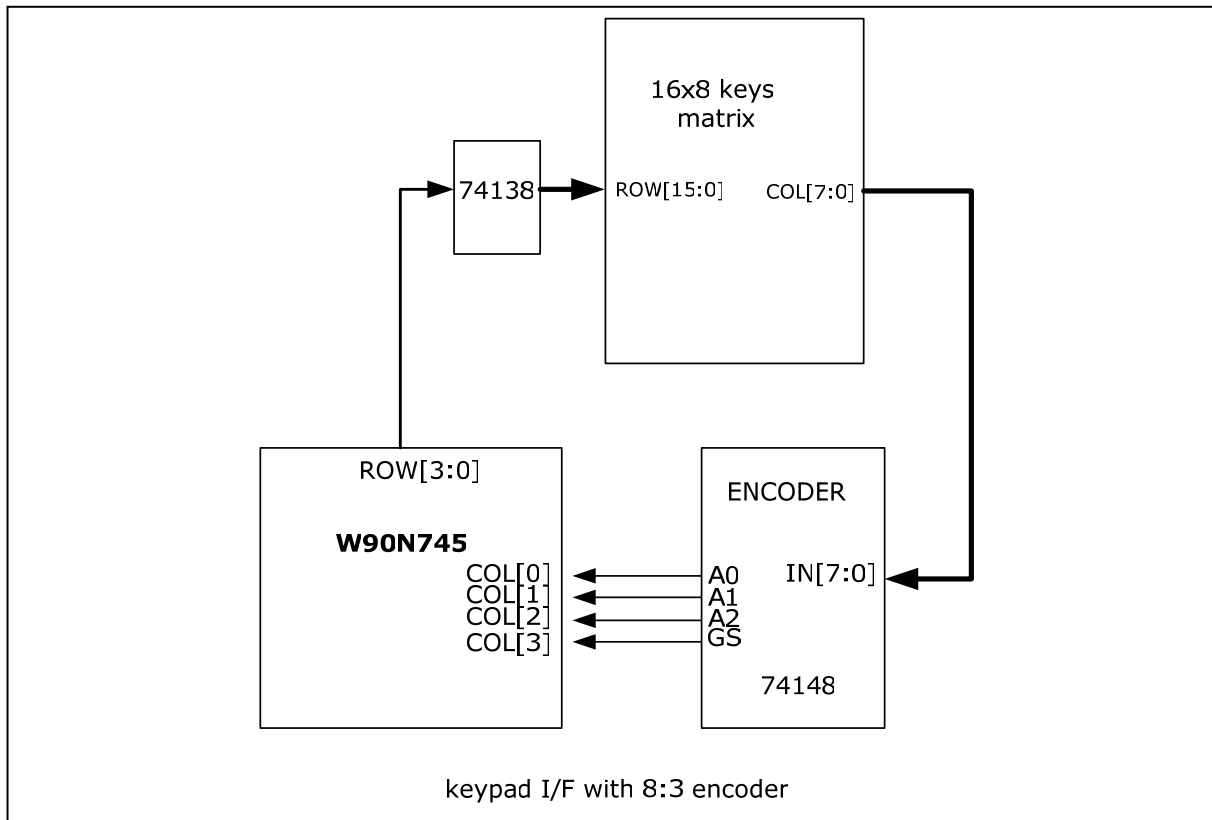 16x8 keys
matrix
74138
ROW[15:0]
COL[7:0]
ROW[3:0]
W90N745
COL[0]
COL[1]
COL[2]
COL[3]
ENCODER
A0
A1
A2
GS
IN[7:0]
74148
keypad I/F with 8:3 encoder